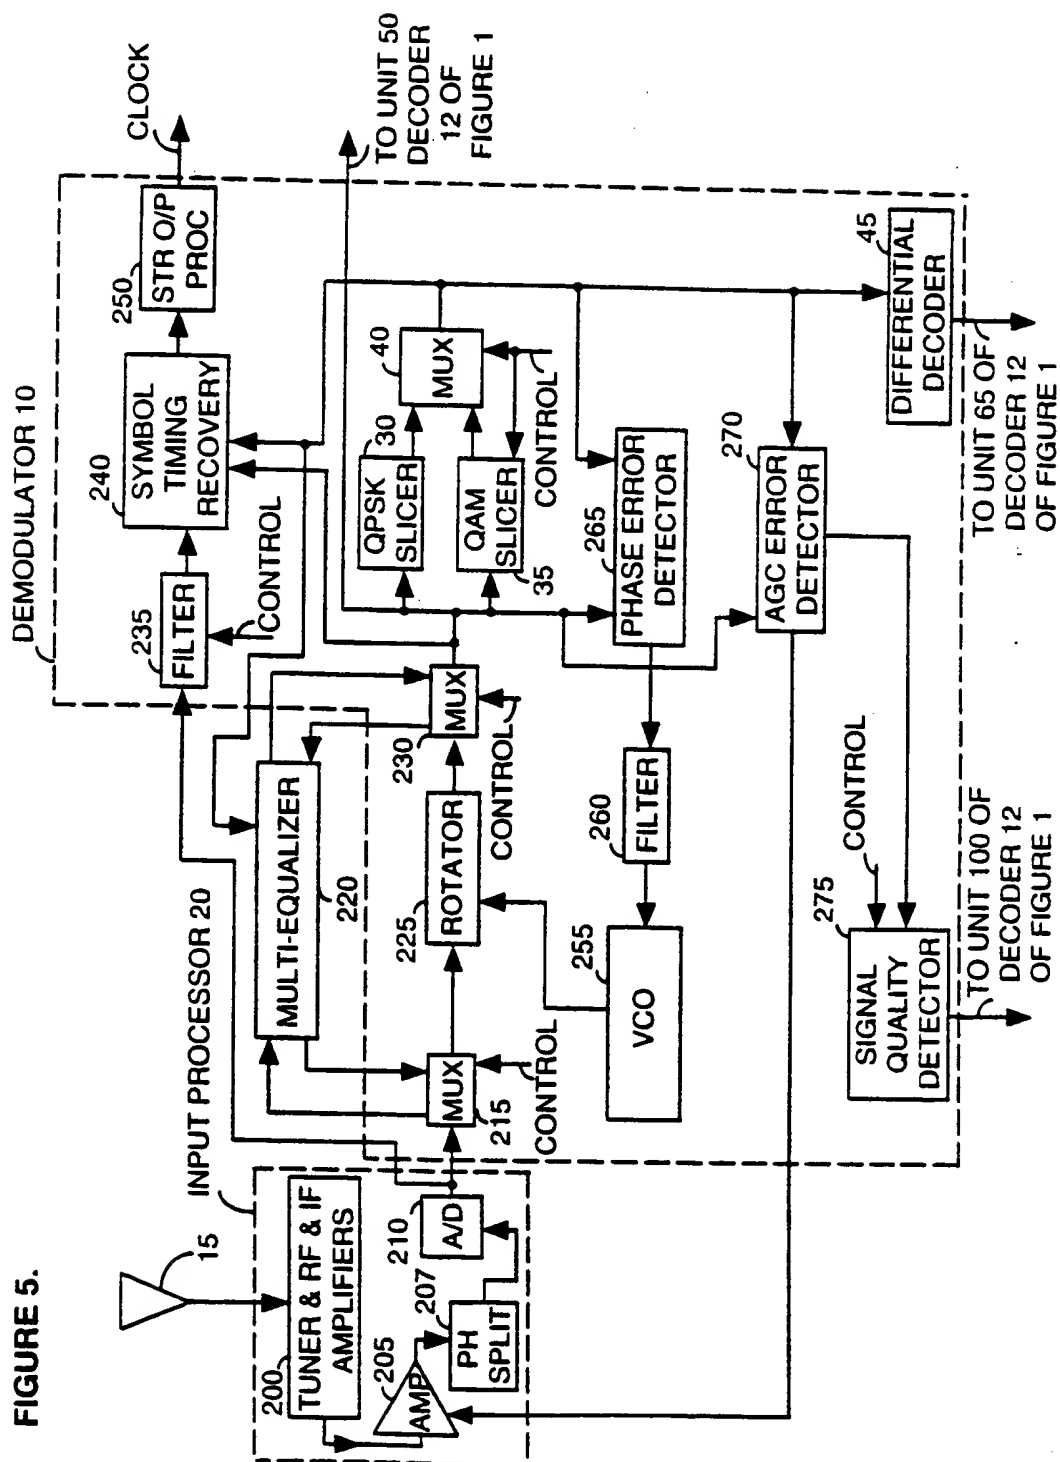 FIGURE 5.
INPUT PROCESSOR 20
15
200
TUNER & RF & IF
AMPLIFIERS
205
AMP
207
PH
SPLIT
210
A/D
DEMODULATOR 10
MUX
215
CONTROL
MULTI-EQUALIZER
220
225
ROTATOR
230
MUX
CONTROL
235
FILTER
CONTROL
240
SYMBOL
TIMING
RECOVERY
250
STR O/P
PROC
CLOCK
TO UNIT 50
DECODER
12 OF
FIGURE 1
QPSK
SLICER
30
QAM
SLICER
35
40
MUX
CONTROL
255
VCO
260
FILTER
PHASE ERROR
DETECTOR
265
AGC ERROR
DETECTOR
270
CONTROL
275
SIGNAL
QUALITY
DETECTOR
TO UNIT 100 OF
DECODER 12
OF FIGURE 1
45
DIFFERENTIAL
DECODER
TO UNIT 65 OF
DECODER 12
OF FIGURE 1